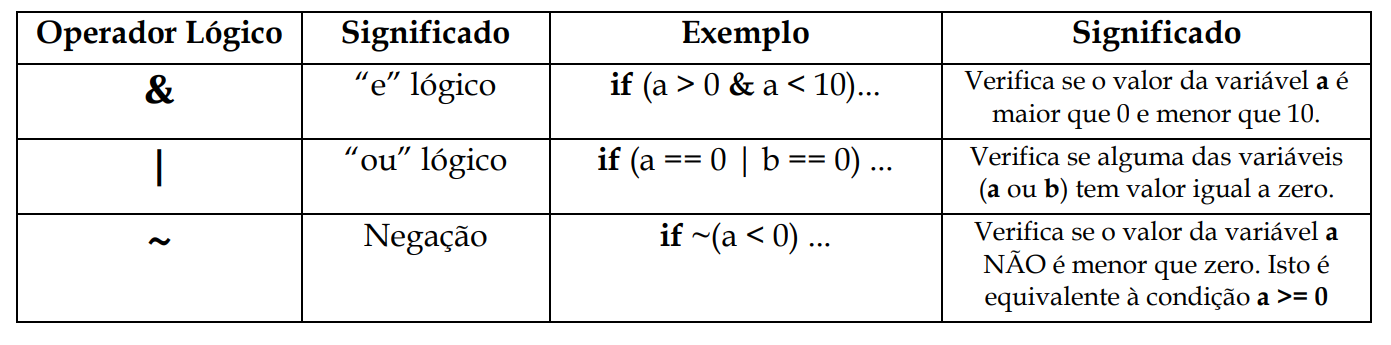 Operador Lógico Significado Exemplo Significado
& “e” lógico if (a > 0 & a < 10)... Verifica se o valor da variável a é
maior que 0 e menor que 10.
| “ou” lógico if (a == 0 | b == 0) ... Verifica se alguma das variáveis
(a ou b) tem valor igual a zero.
~ Negação if ~(a < 0) ... Verifica se o valor da variável a
NÃO é menor que zero. Isto é
equivalente à condição a >= 0